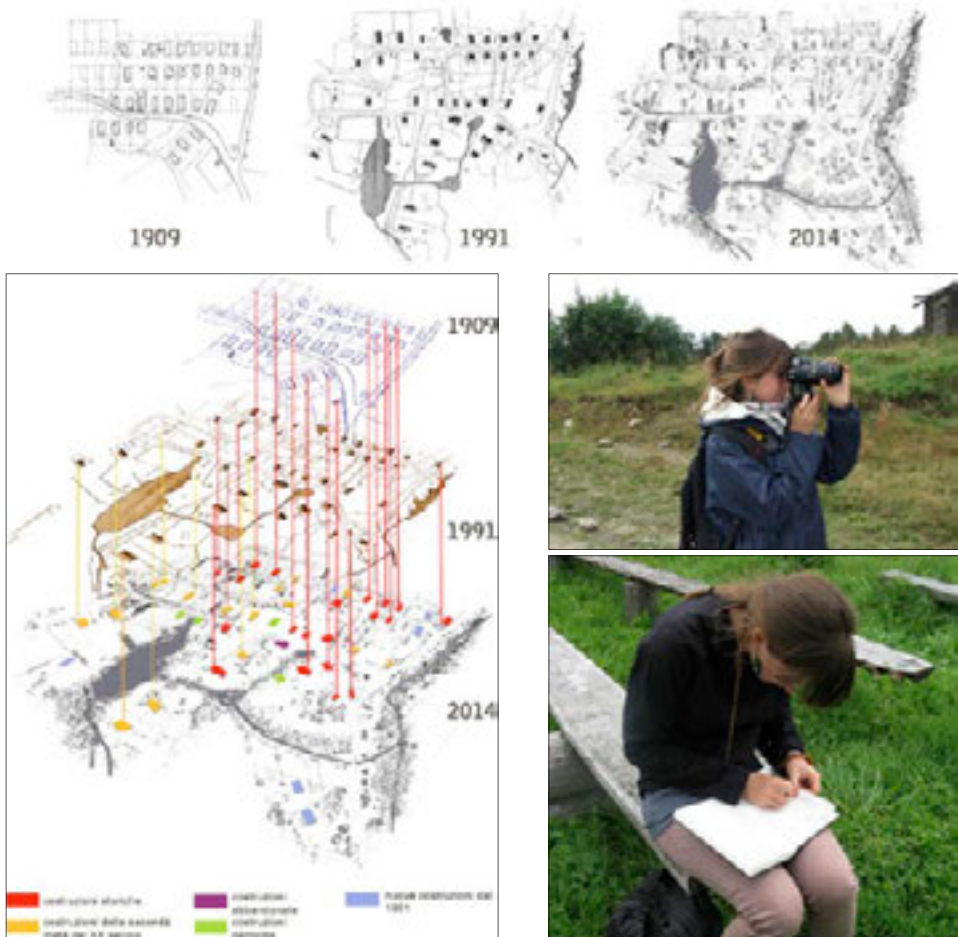 1909
1991
2014
1909
1991
2014
costruzioni storiche
costruzioni della seconda
metà del XX secolo
costruzioni
abbandonate
costruzioni
nuove costruzioni dal
1991